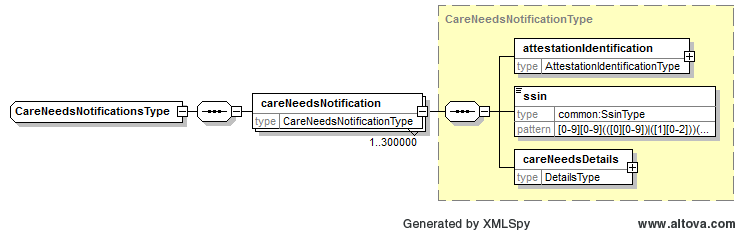 CareNeedsNotificationType
attestationIdentification
type AttestationIdentificationType
ssin
type common:SsinType
pattern [0-9][0-9](([0][0-9])|([1][0-2]))(...
careNeedsDetails
type DetailsType
CareNeedsNotificationsType
careNeedsNotification
type CareNeedsNotificationType
1..300000
Generated by XMLSpy www.altova.com